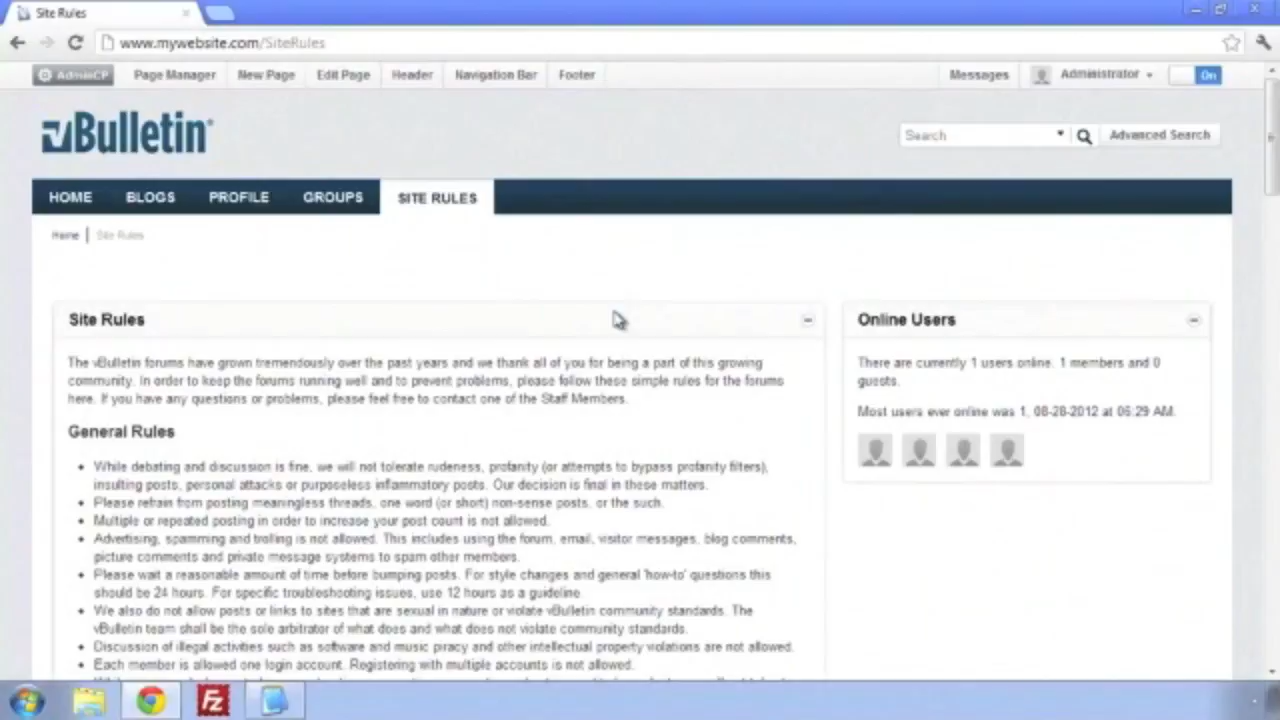 Site Rules
www.mywebsite.com/SiteRules
AdminCP Page Manager New Page Edit Page Header Navigation Bar Footer Messages Administrator On
vBulletin
Search Advanced Search
HOME BLOGS PROFILE GROUPS SITE RULES
Home | Site Rules
Site Rules
The vBulletin forums have grown tremendously over the past years and we thank all of you for being a part of this growing
community. In order to keep the forums running well and to prevent problems, please follow these simple rules for the forums
here. If you have any questions or problems, please feel free to contact one of the Staff Members.
General Rules
• While debating and discussion is fine, we will not tolerate rudeness, profanity (or attempts to bypass profanity filters),
insulting posts, personal attacks or purposeless inflammatory posts. Our decision is final in these matters.
• Please refrain from posting meaningless threads, one word (or short) non-sense posts, or the such.
• Multiple or repeated posting in order to increase your post count is not allowed.
• Advertising, spamming and trolling is not allowed. This includes using the forum, email, visitor messages, blog comments,
picture comments and private message systems to spam other members.
• Please wait a reasonable amount of time before bumping posts. For style changes and general 'how-to' questions this
should be 24 hours. For specific troubleshooting issues, use 12 hours as a guideline
• We also do not allow posts or links to sites that are sexual in nature or violate vBulletin community standards. The
vBulletin team shall be the sole arbitrator of what does and what does not violate community standards.
• Discussion of illegal activities such as software and music piracy and other intellectual property violations are not allowed.
• Each member is allowed one login account. Registering with multiple accounts is not allowed.
Online Users
There are currently 1 users online. 1 members and 0
guests.
Most users ever online was 1, 08-28-2012 at 05:29 AM.
Fz